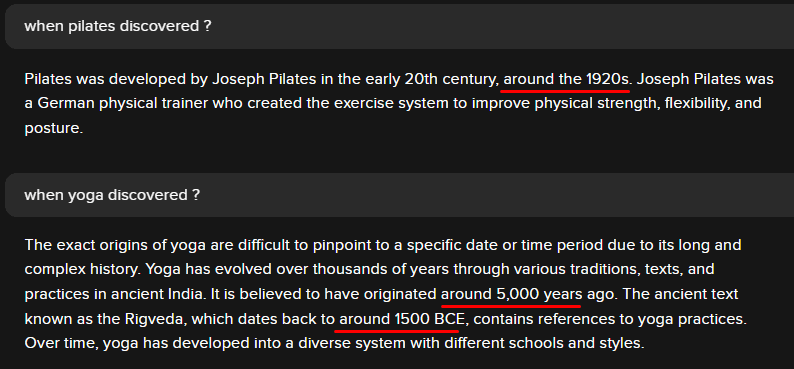 when pilates discovered ?
Pilates was developed by Joseph Pilates in the early 20th century, around the 1920s. Joseph Pilates was
a German physical trainer who created the exercise system to improve physical strength, flexibility, and
posture.
when yoga discovered ?
The exact origins of yoga are difficult to pinpoint to a specific date or time period due to its long and
complex history. Yoga has evolved over thousands of years through various traditions, texts, and
practices in ancient India. It is believed to have originated around 5,000 years ago. The ancient text
known as the Rigveda, which dates back to around 1500 BCE, contains references to yoga practices.
Over time, yoga has developed into a diverse system with different schools and styles.